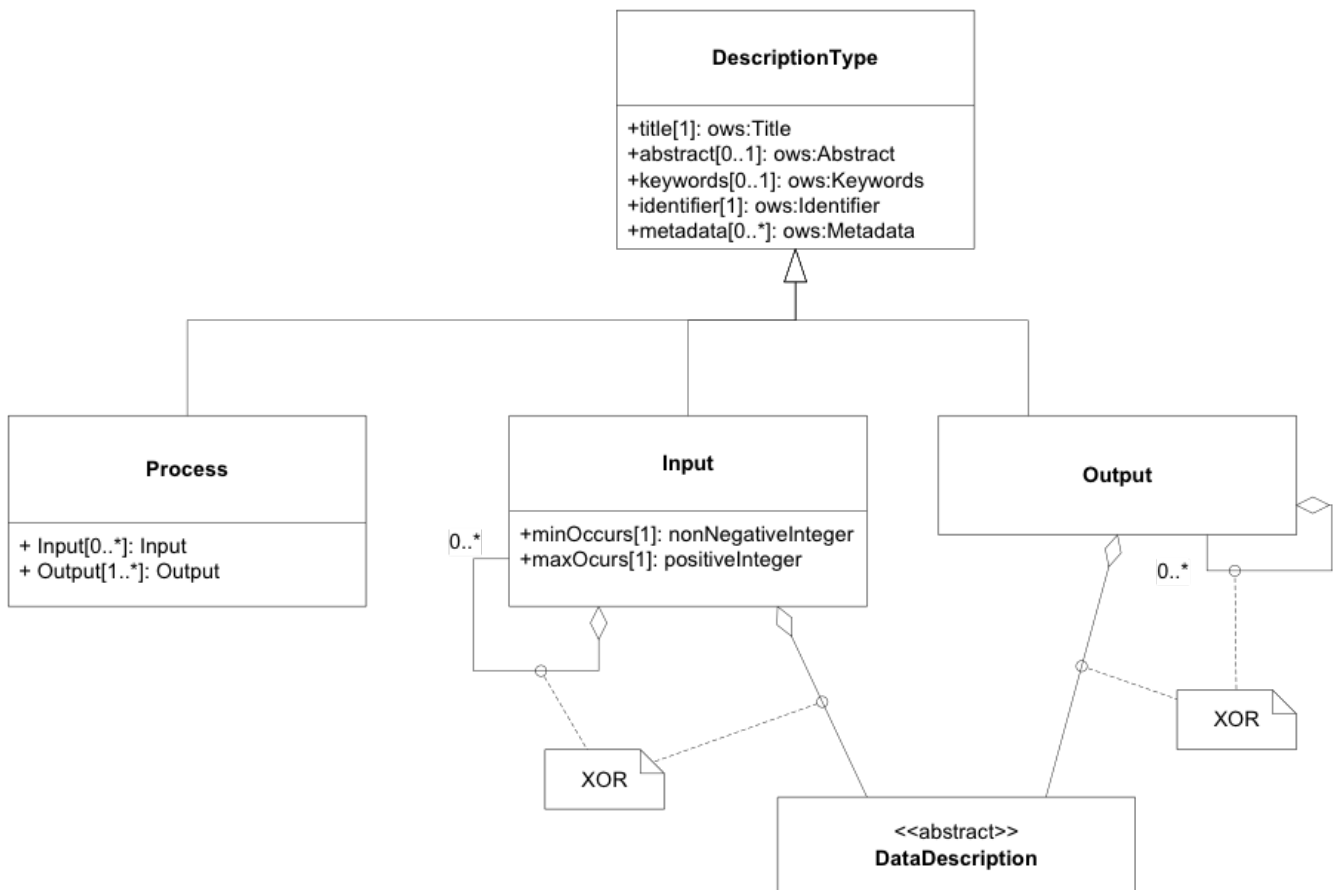 DescriptionType
+title[1]: ows:Title
+abstract[0..1]: ows:Abstract
+keywords[0..1]: ows:Keywords
+identifier[1]: ows:Identifier
+metadata[0..*]: ows:Metadata
Process
+ Input[0..*]: Input
+ Output[1..*]: Output
Input
+minOccurs[1]: nonNegativeInteger
+maxOcurs[1]: positiveInteger
0..*
Output
0..*
XOR
XOR
<<abstract>>
DataDescription